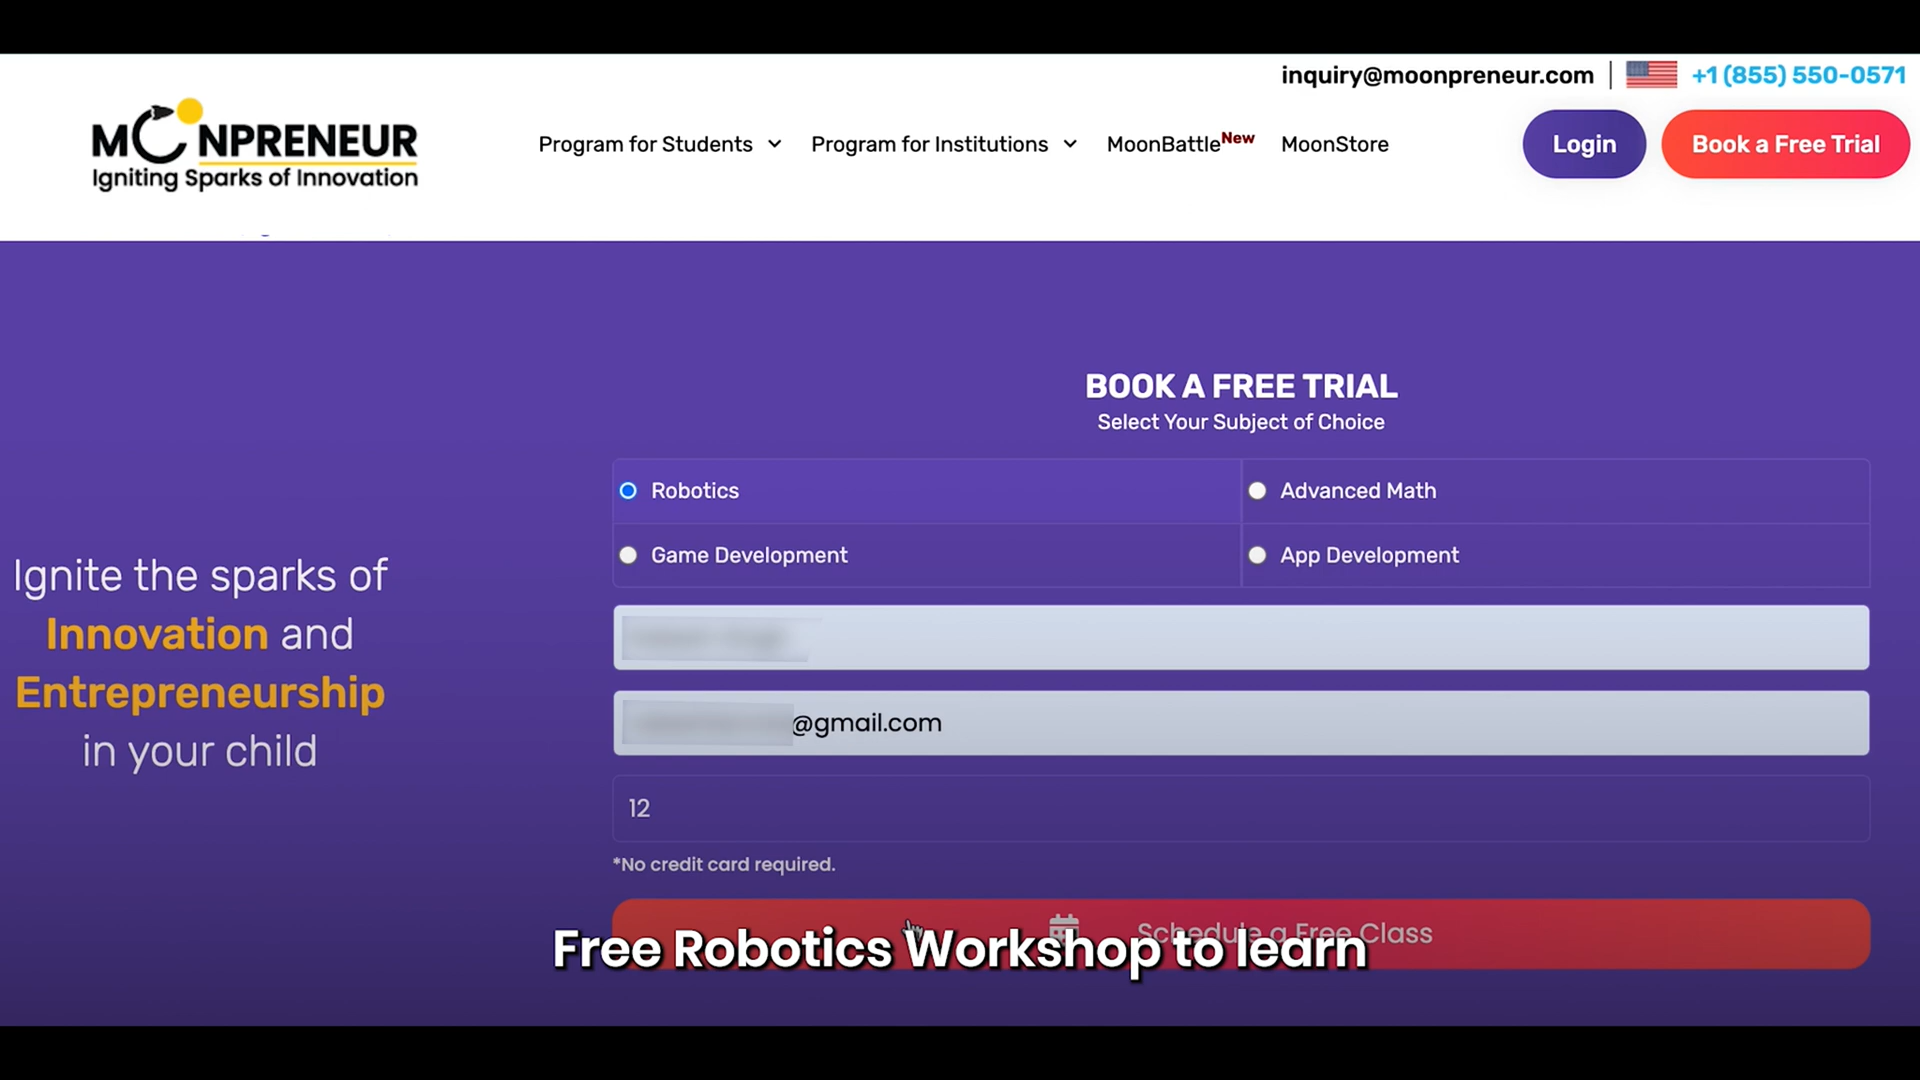 inquiry@moonpreneur.com
+1 (855) 550-0571
MOONPRENEUR
Igniting Sparks of Innovation
Program for Students
Program for Institutions
MoonBattle New
MoonStore
Login
Book a Free Trial
BOOK A FREE TRIAL
Select Your Subject of Choice
Robotics
Advanced Math
Game Development
App Development
Ignite the sparks of
Innovation and
Entrepreneurship
in your child
@gmail.com
12
*No credit card required.
Schedule a Free Class
Free Robotics Workshop to learn